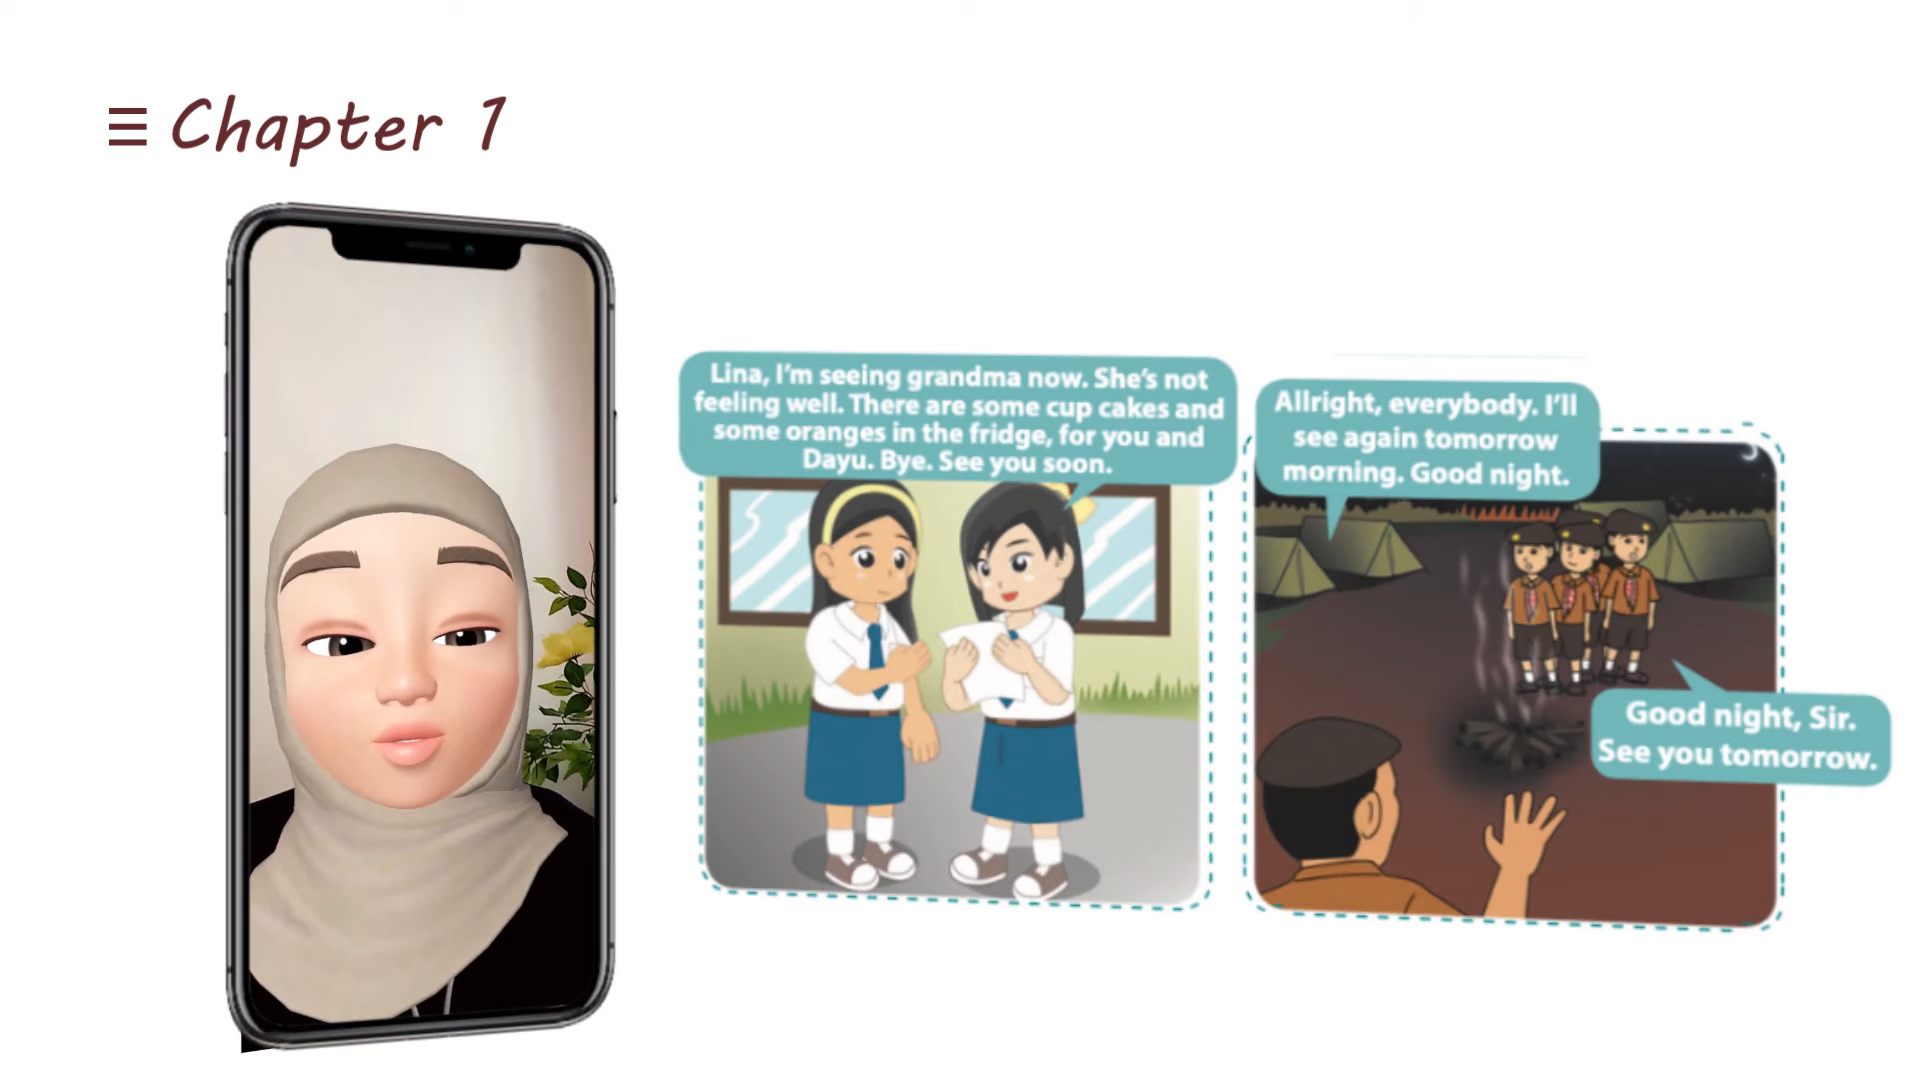 Chapter 1
Lina, I'm seeing grandma now. She's not
feeling well. There are some cup cakes and
some oranges in the fridge, for you and
Dayu. Bye. See you soon.
Allright, everybody. I'll
see again tomorrow
morning. Good night.
Good night, Sir.
See you tomorrow.